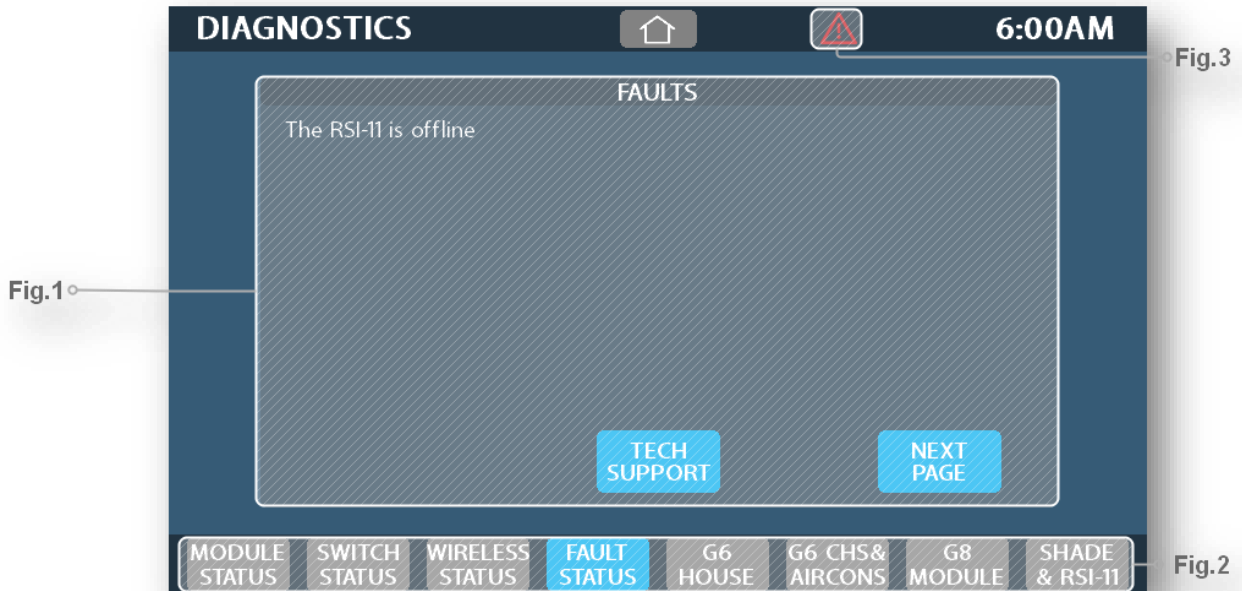 DIAGNOSTICS 6:00AM
Fig.3
FAULTS
The RSI-11 is offline
Fig.1
TECH
SUPPORT
NEXT
PAGE
MODULE
STATUS
SWITCH
STATUS
WIRELESS
STATUS
FAULT
STATUS
G6
HOUSE
G6 CHS&
AIRCONS
G8
MODULE
SHADE
& RSI-11
Fig.2